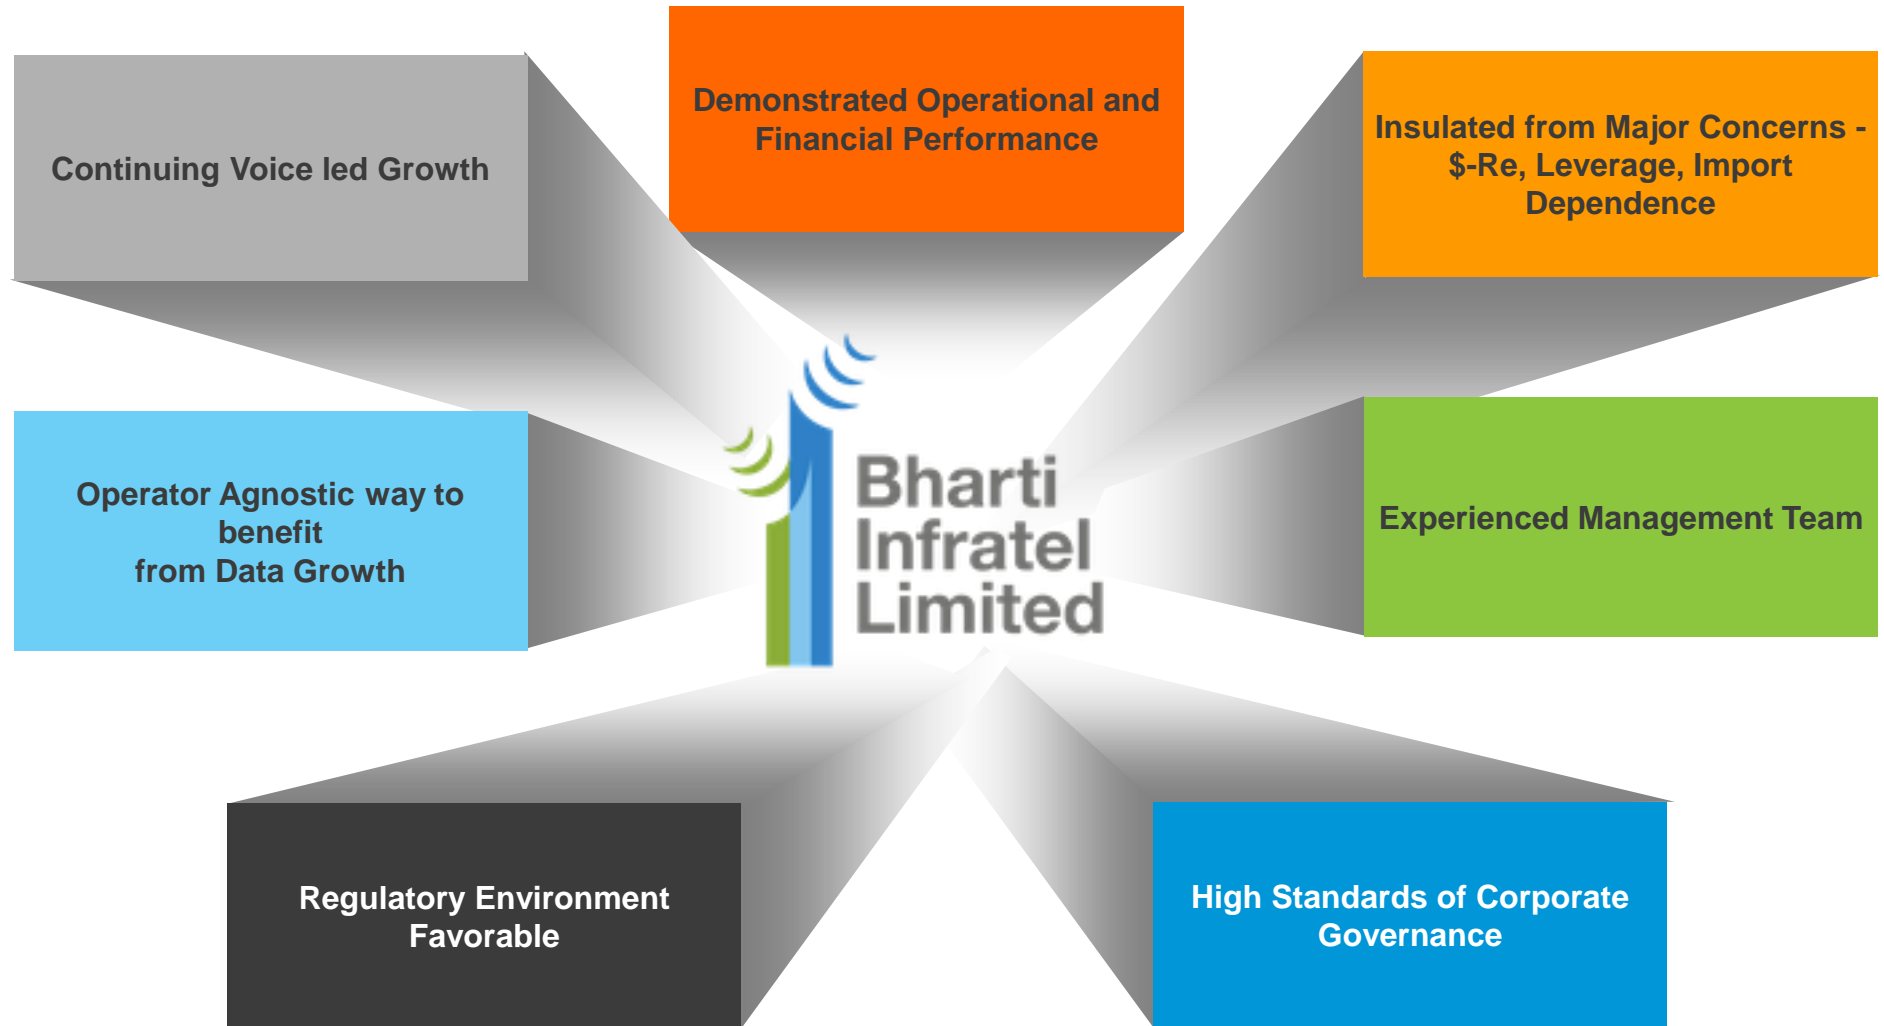 Demonstrated Operational and
Financial Performance
Continuing Voice led Growth
Insulated from Major Concerns -
$-Re, Leverage, Import
Dependence
Operator Agnostic way to
benefit
from Data Growth
Bharti
Infratel
Limited
Experienced Management Team
Regulatory Environment
Favorable
High Standards of Corporate
Governance